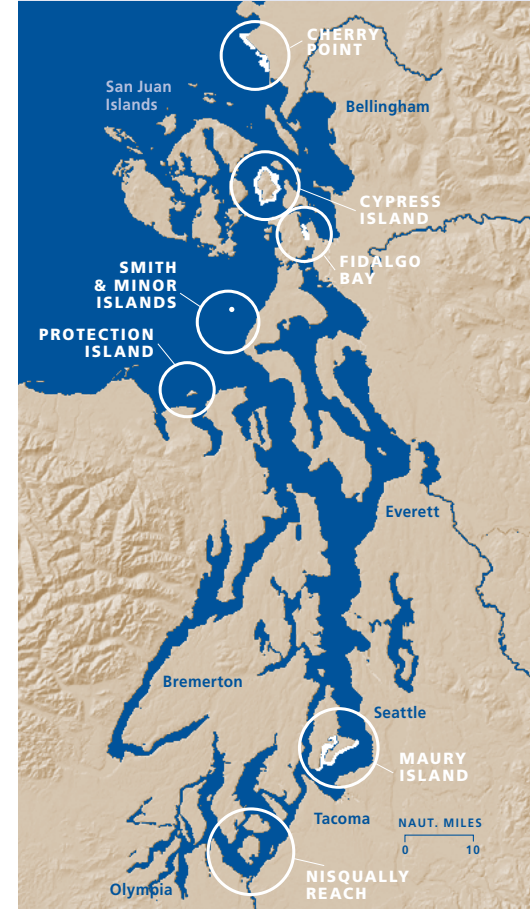 CHERRY
POINT
San Juan
Islands
Bellingham
CYPRESS
ISLAND
FIDALGO
BAY
SMITH
& MINOR
ISLANDS
PROTECTION
ISLAND
Everett
Bremerton
Seattle
MAURY
ISLAND
Tacoma
NAUT. MILES
0 10
NISQUALLY
REACH
Olympia